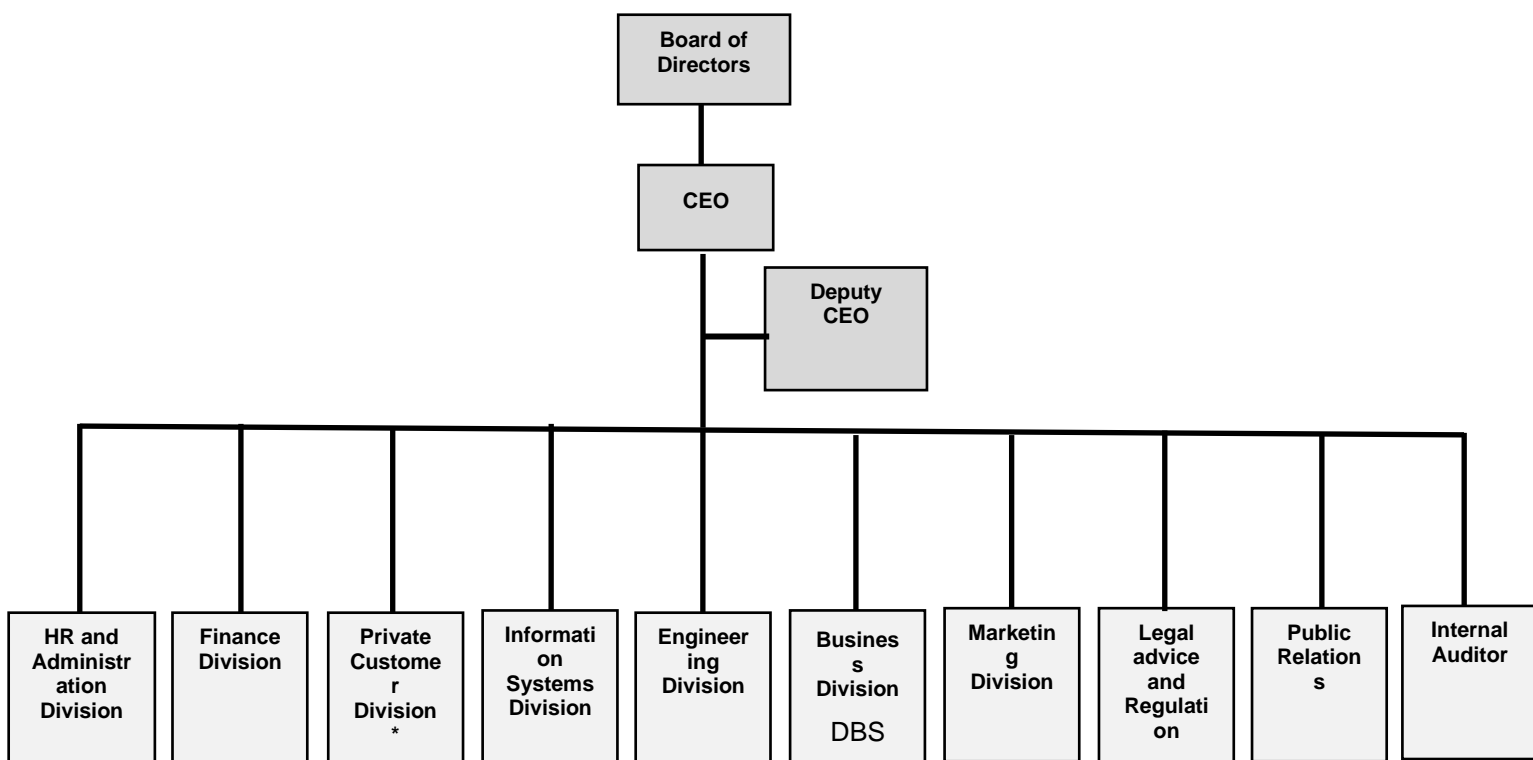 Board of
Directors
CEO
Deputy
CEO
HR and
Administr
ation
Division
Finance
Division
Private
Custome
r
Division
*
Informati
on
Systems
Division
Engineer
ing
Division
Busines
s
Division
DBS
Marketin
g
Division
Legal
advice
and
Regulati
on
Public
Relation
s
Internal
Auditor